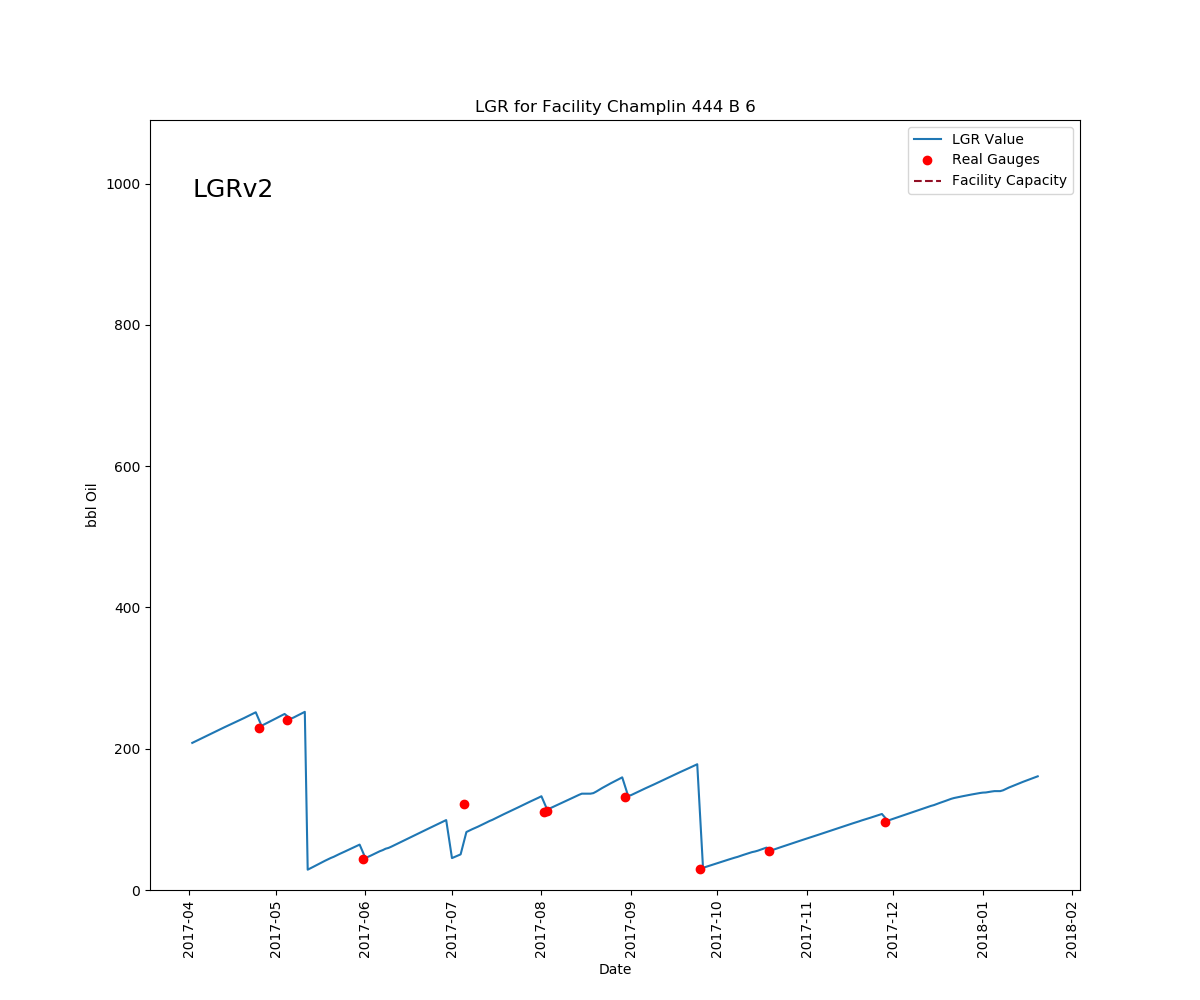 LGR for Facility Champlin 444 B 6
LGR Value
Real Gauges
Facility Capacity
LGRv2
1000
800
600
400
200
0
bbl Oil
2017-04
2017-05
2017-06
2017-07
2017-08
2017-09
2017-10
2017-11
2017-12
2018-01
2018-02
Date